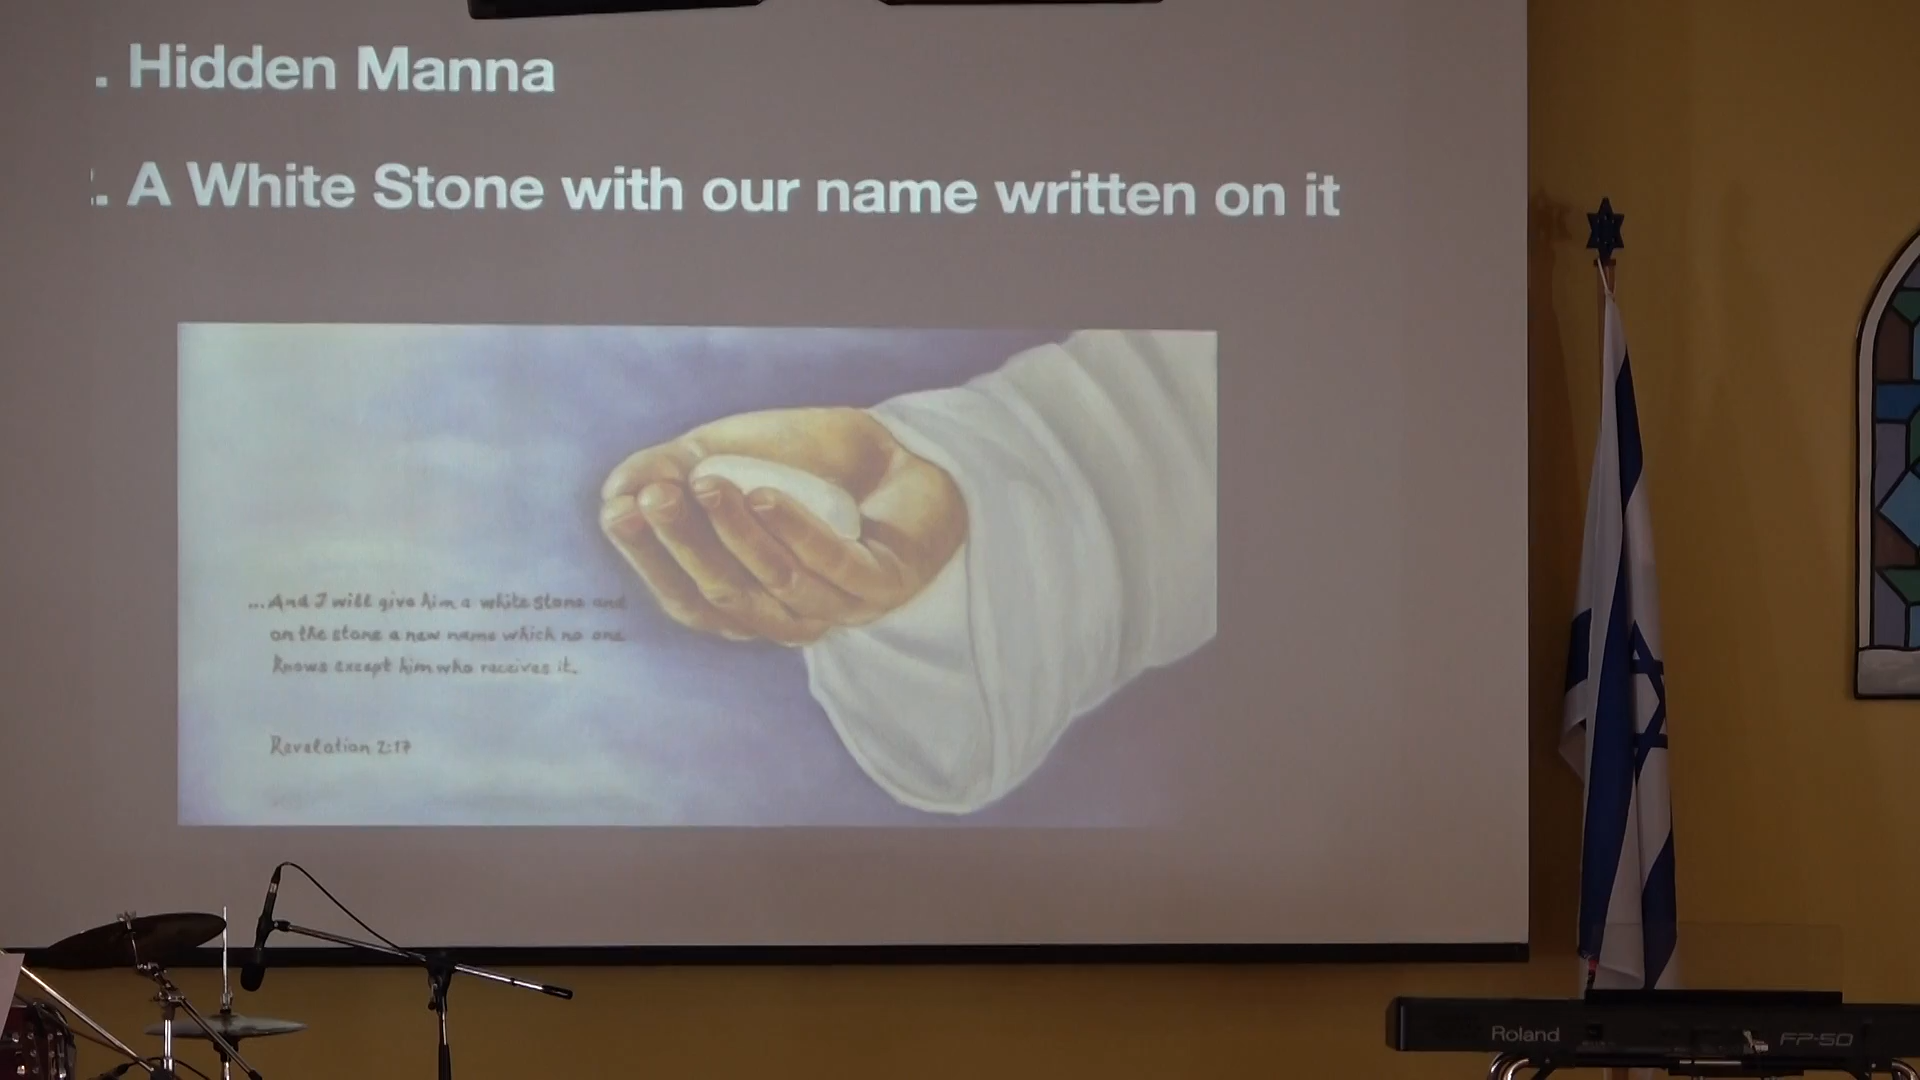 . Hidden Manna
. A White Stone with our name written on it
...And I will give him a white stone and
on the stone a new name which no one
knows except him who receives it.
Revelation 2:17
Roland
FP-50